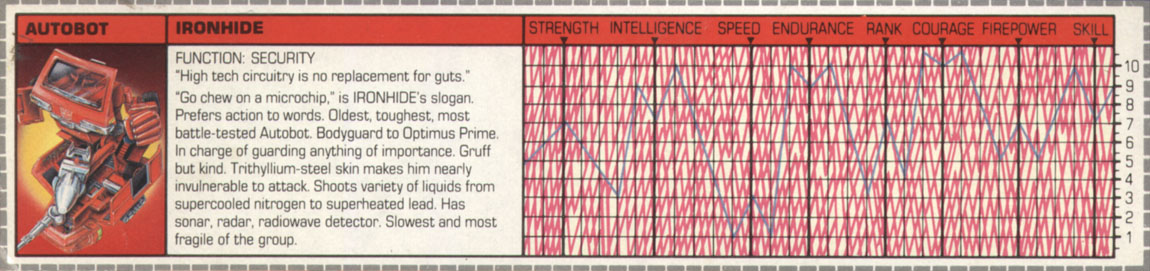 AUTOBOT
IRONHIDE
FUNCTION: SECURITY
“High tech circuitry is no replacement for guts.”
“Go chew on a microchip,” is IRONHIDE’s slogan.
Prefers action to words. Oldest, toughest, most
battle-tested Autobot. Bodyguard to Optimus Prime.
In charge of guarding anything of importance. Gruff
but kind. Trithyllium-steel skin makes him nearly
invulnerable to attack. Shoots variety of liquids from
supercooled nitrogen to superheated lead. Has
sonar, radar, radiowave detector. Slowest and most
fragile of the group.
STRENGTH INTELLIGENCE SPEED ENDURANCE RANK COURAGE FIREPOWER SKILL
10
9
8
7
6
5
4
3
2
1